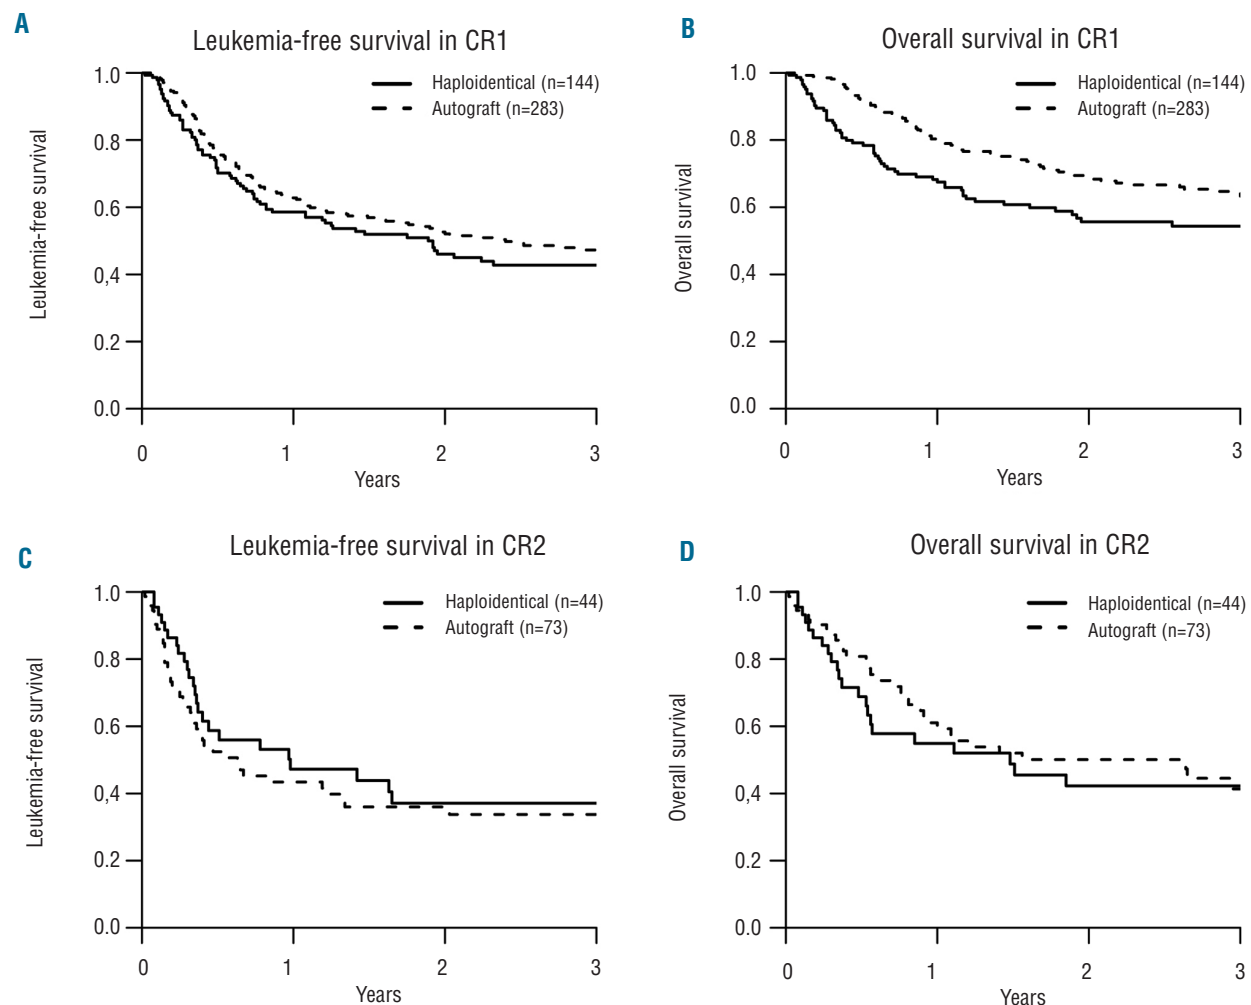 A
Leukemia-free survival in CR1
Leukemia-free survival
1.0
0.8
0.6
0,4
0.2
0.0
Haploidentical (n=144)
Autograft (n=283)
0 1 2 3
Years
B
Overall survival in CR1
Overall survival
1.0
0.8
0.6
0,4
0.2
0.0
Haploidentical (n=144)
Autograft (n=283)
0 1 2 3
Years
C
Leukemia-free survival in CR2
Leukemia-free survival
1.0
0.8
0.6
0,4
0.2
0.0
Haploidentical (n=44)
Autograft (n=73)
0 1 2 3
Years
D
Overall survival in CR2
Overall survival
1.0
0.8
0.6
0,4
0.2
0.0
Haploidentical (n=44)
Autograft (n=73)
0 1 2 3
Years